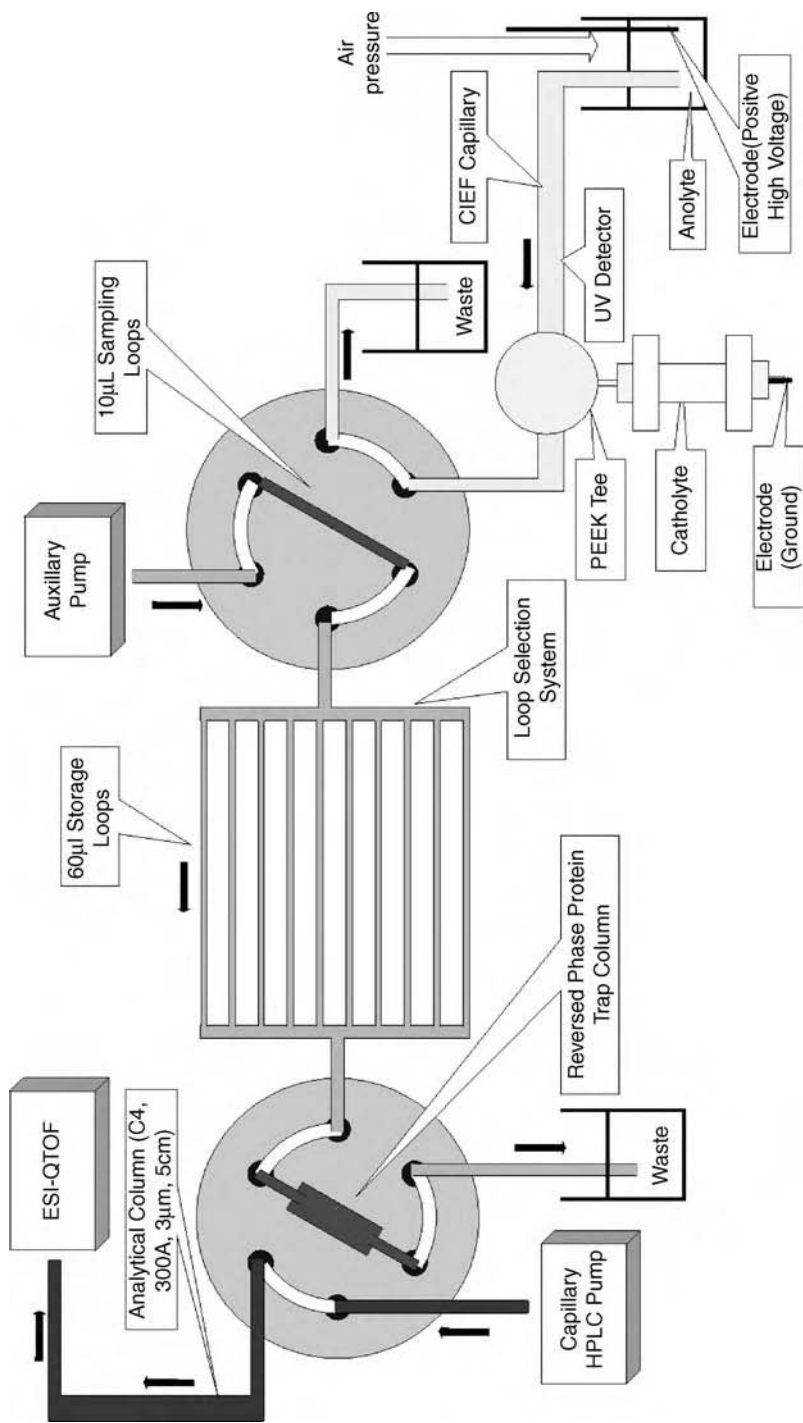 ESI-QTOF
Analytical Column (C4,
300A, 3µm, 5cm)
Capillary
HPLC Pump
Waste
Reversed Phase Protein
Trap Column
60µl Storage
Loops
Loop Selection
System
Auxillary
Pump
10µL Sampling
Loops
Waste
PEEK Tee
Catholyte
Electrode
(Ground)
UV Detector
CIEF Capillary
Air
pressure
Anolyte
Electrode(Positve
High Voltage)